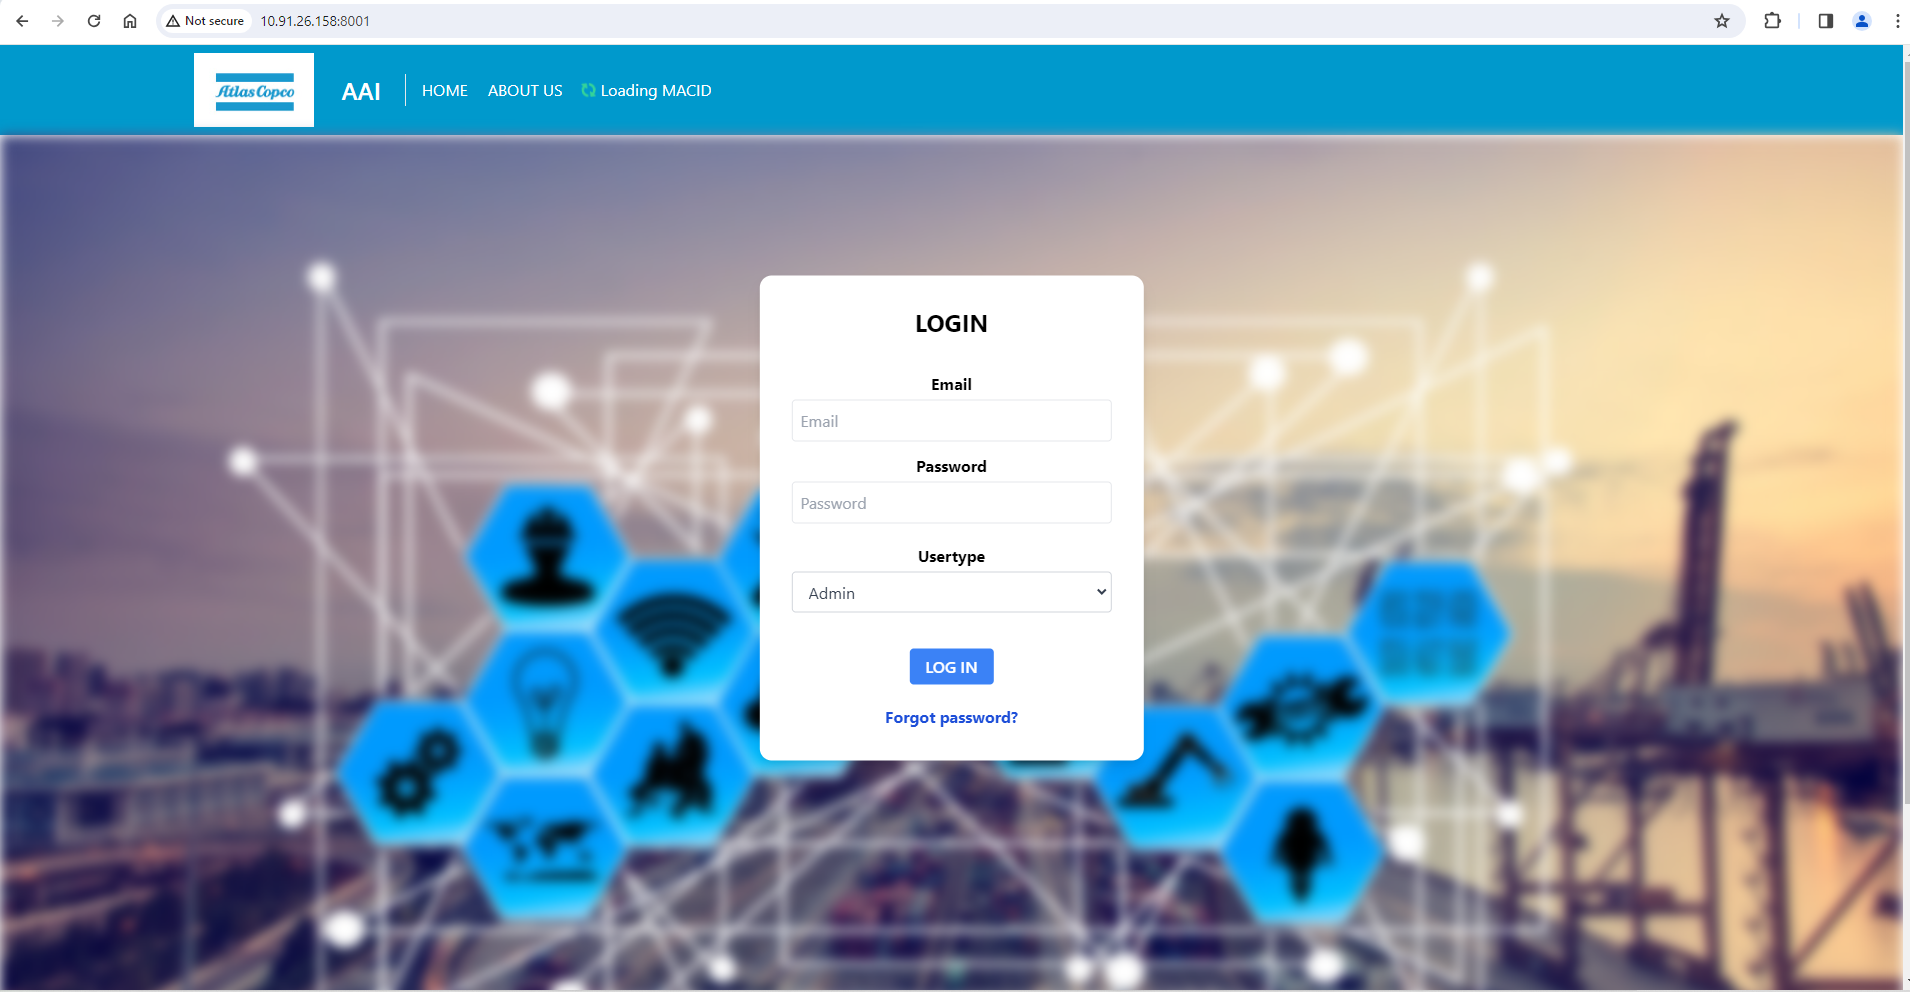 Not secure 10.91.26.158:8001
Atlas Copco
AAI
HOME ABOUT US Loading MACID
LOGIN
Email
Email
Password
Password
Usertype
Admin
LOG IN
Forgot password?